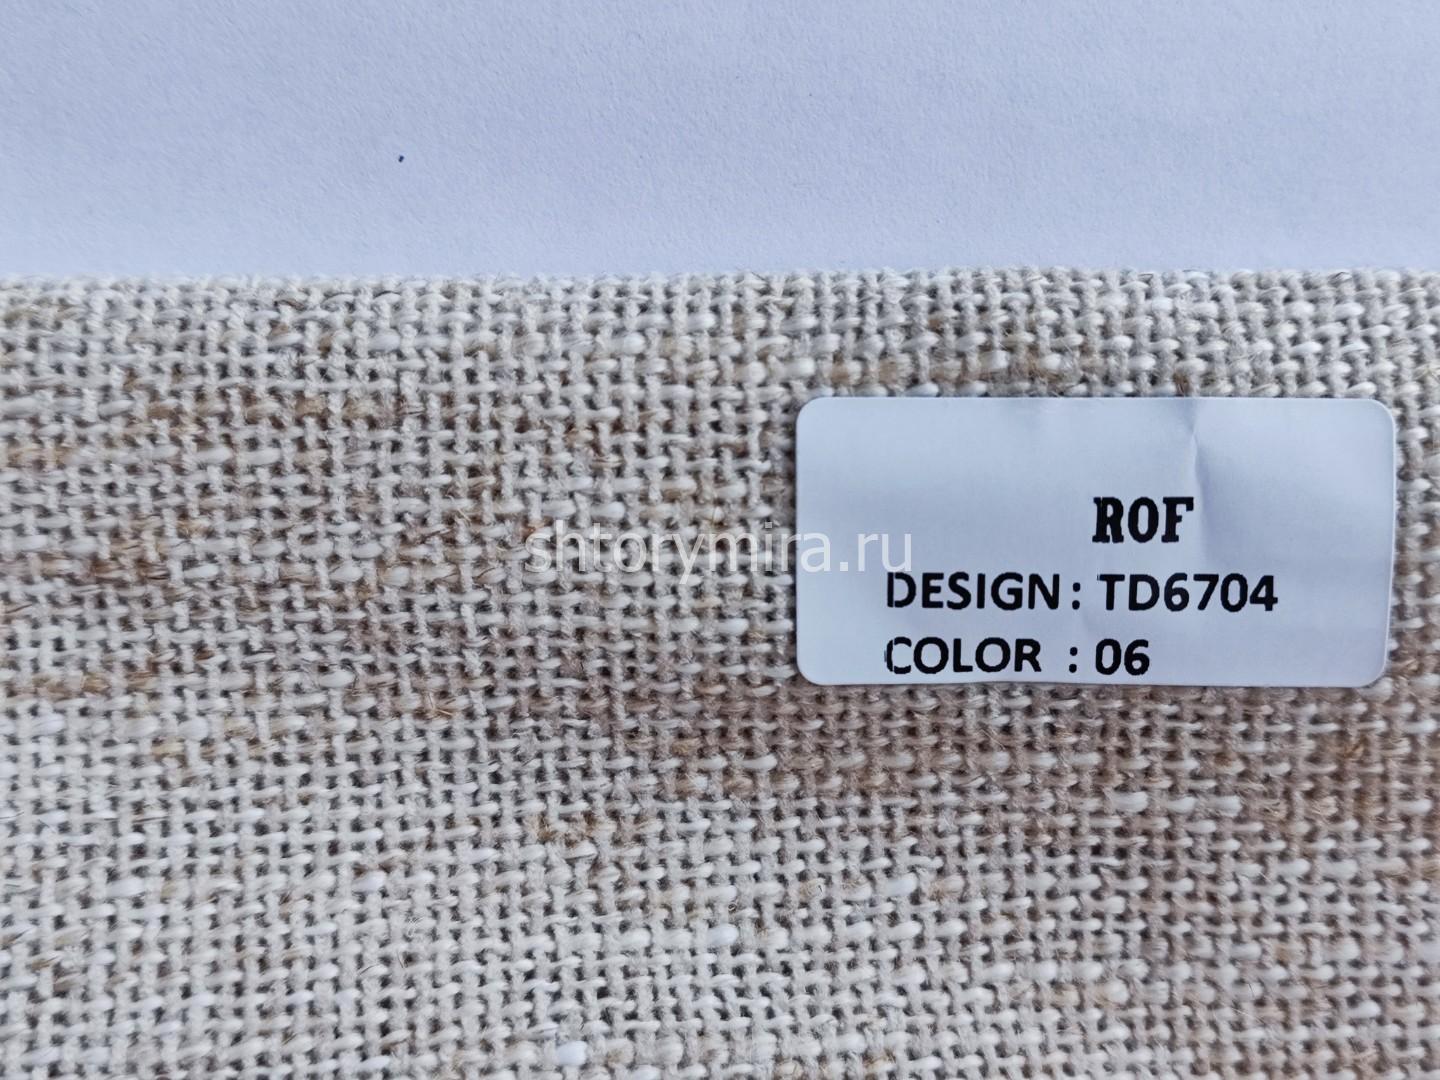 ROF
shtorymira.ru
DESIGN: TD6704
COLOR : 06